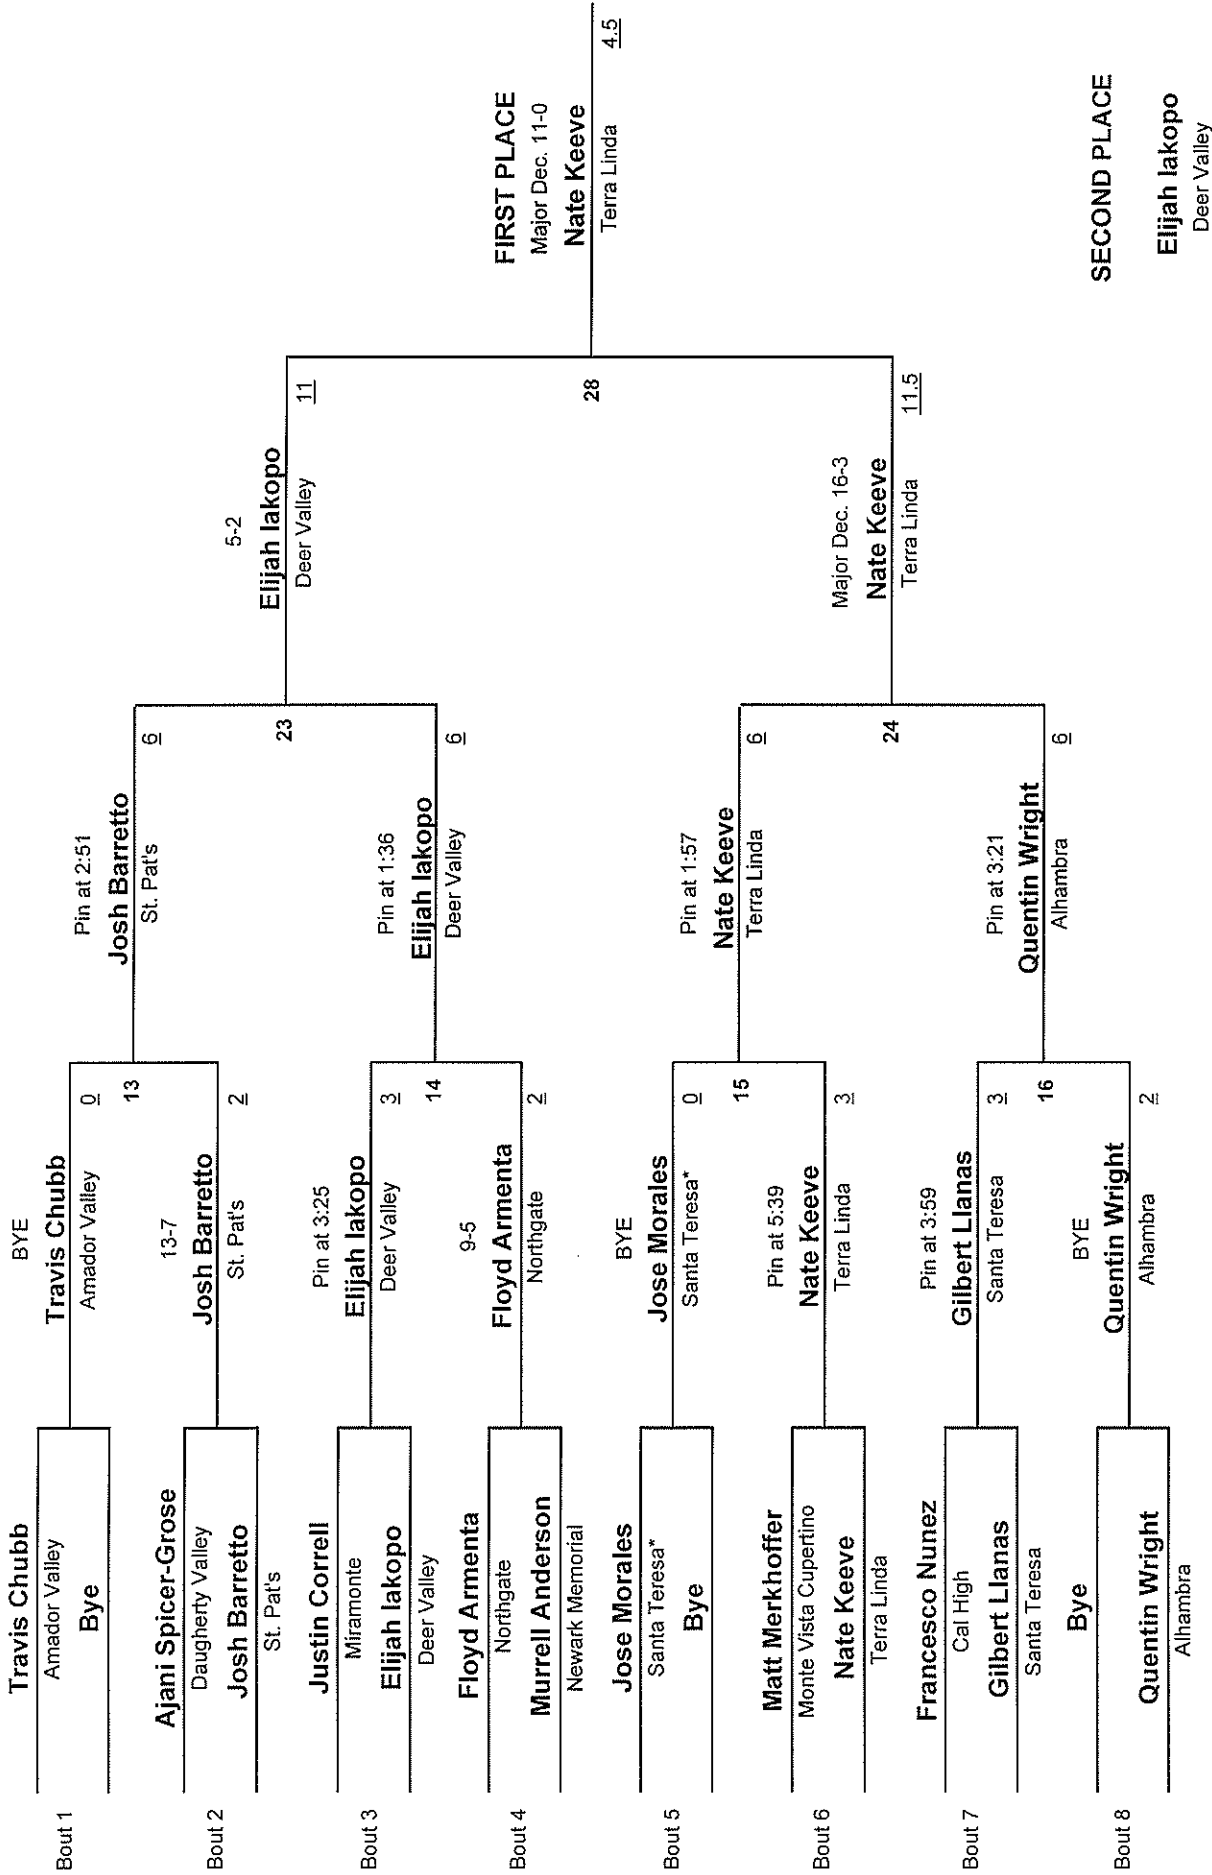 Bout 1
Travis Chubb
Amador Valley
Bye
Bout 2
Ajani Spicer-Grose
Daugherty Valley
Josh Barretto
St. Pat's
Bout 3
Justin Correll
Miramonte
Elijah Iakopo
Deer Valley
Bout 4
Floyd Armenta
Northgate
Murrell Anderson
Newark Memorial
Bout 5
Jose Morales
Santa Teresa*
Bye
Bout 6
Matt Merkhoffer
Monte Vista Cupertino
Nate Keeve
Terra Linda
Bout 7
Francesco Nunez
Cal High
Gilbert Llanas
Santa Teresa
Bout 8
Bye
Quentin Wright
Alhambra
BYE
Travis Chubb
Amador Valley
0
13
13-7
Josh Barretto
St. Pat's
2
Pin at 3:25
Elijah Iakopo
Deer Valley
3
14
9-5
Floyd Armenta
Northgate
2
BYE
Jose Morales
Santa Teresa*
0
15
Pin at 5:39
Nate Keeve
Terra Linda
3
Pin at 3:59
Gilbert Llanas
Santa Teresa
3
16
BYE
Quentin Wright
Alhambra
2
Pin at 2:51
Josh Barretto
St. Pat's
6
23
Pin at 1:36
Elijah Iakopo
Deer Valley
6
Pin at 1:57
Nate Keeve
Terra Linda
6
24
Pin at 3:21
Quentin Wright
Alhambra
6
5-2
Elijah Iakopo
Deer Valley
11
28
Major Dec. 16-3
Nate Keeve
Terra Linda
11.5
FIRST PLACE
Major Dec. 11-0
Nate Keeve
Terra Linda
4.5
SECOND PLACE
Elijah Iakopo
Deer Valley